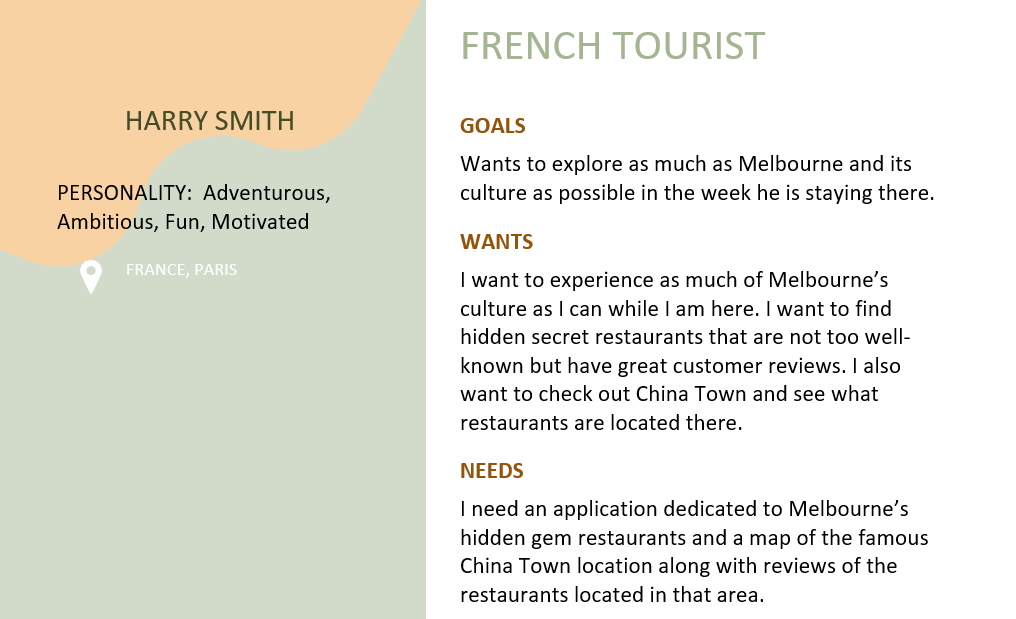 HARRY SMITH
PERSONALITY:  Adventurous,
Ambitious, Fun, Motivated
FRANCE, PARIS
FRENCH TOURIST
GOALS
Wants to explore as much as Melbourne and its
culture as possible in the week he is staying there.
WANTS
I want to experience as much of Melbourne’s
culture as I can while I am here. I want to find
hidden secret restaurants that are not too well-
known but have great customer reviews. I also
want to check out China Town and see what
restaurants are located there.
NEEDS
I need an application dedicated to Melbourne’s
hidden gem restaurants and a map of the famous
China Town location along with reviews of the
restaurants located in that area.